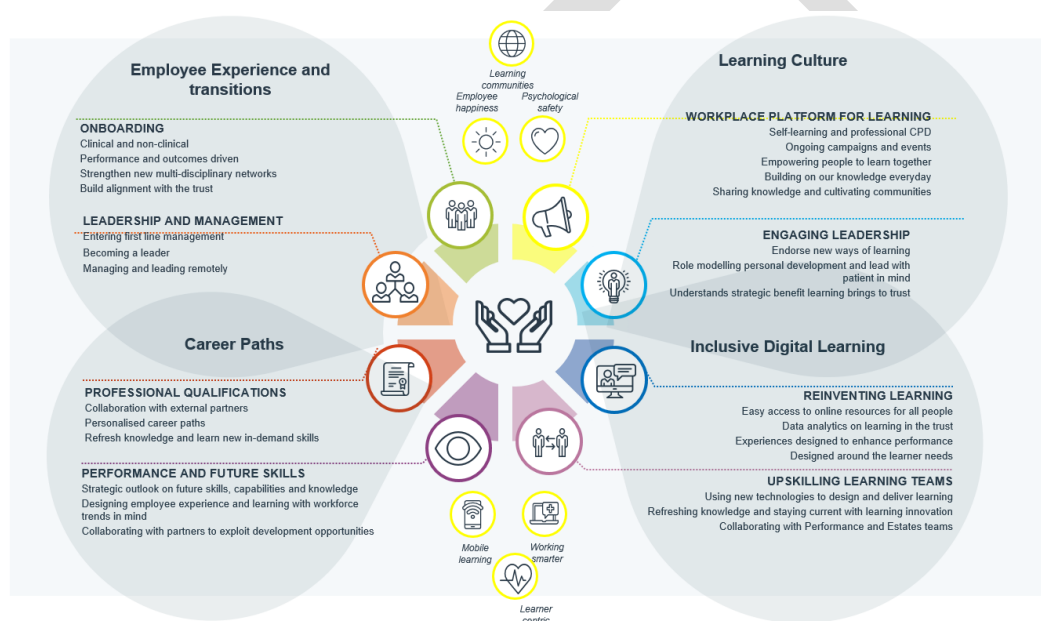 Employee Experience and
transitions
ONBOARDING
Clinical and non-clinical
Performance and outcomes driven
Strengthen new multi-disciplinary networks
Build alignment with the trust
LEADERSHIP AND MANAGEMENT
Entering first line management
Becoming a leader
Managing and leading remotely
Career Paths
PROFESSIONAL QUALIFICATIONS
Collaboration with external partners
Personalised career paths
Refresh knowledge and learn new in-demand skills
PERFORMANCE AND FUTURE SKILLS
Strategic outlook on future skills, capabilities and knowledge
Designing employee experience and learning with workforce
trends in mind
Collaborating with partners to exploit development opportunities
Learning
communities
Employee
happiness
Psychological
safety
Mobile
learning
Working
smarter
Learner
centric
Learning Culture
WORKPLACE PLATFORM FOR LEARNING
Self-learning and professional CPD
Ongoing campaigns and events
Empowering people to learn together
Building on our knowledge everyday
Sharing knowledge and cultivating communities
ENGAGING LEADERSHIP
Endorse new ways of learning
Role modelling personal development and lead with
patient in mind
Understands strategic benefit learning brings to trust
Inclusive Digital Learning
REINVENTING LEARNING
Easy access to online resources for all people
Data analytics on learning in the trust
Experiences designed to enhance performance
Designed around the learner needs
UPSKILLING LEARNING TEAMS
Using new technologies to design and deliver learning
Refreshing knowledge and staying current with learning innovation
Collaborating with Performance and Estates teams